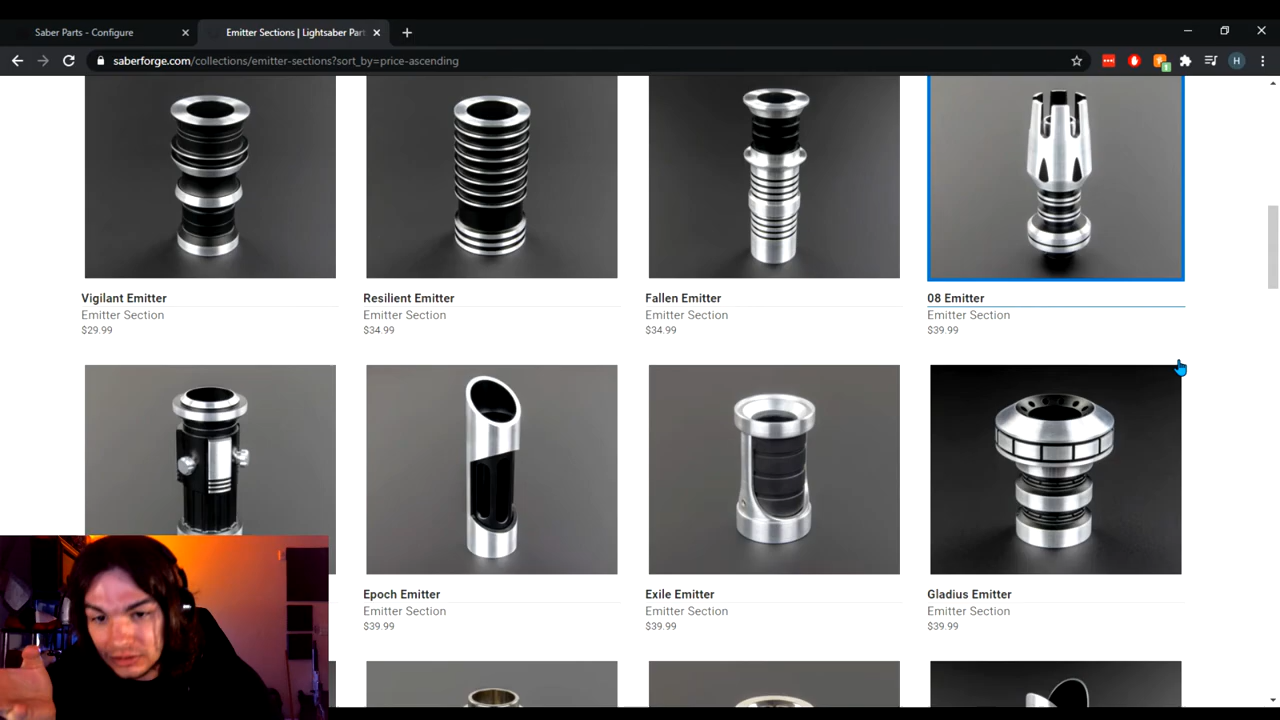 Saber Parts - Configure
Emitter Sections | Lightsaber Par
saberforge.com/collections/emitter-sections?sort_by=price-ascending
1
H
Vigilant Emitter
Emitter Section
$29.99
Resilient Emitter
Emitter Section
$34.99
Fallen Emitter
Emitter Section
$34.99
08 Emitter
Emitter Section
$39.99
Epoch Emitter
Emitter Section
$39.99
Exile Emitter
Emitter Section
$39.99
Gladius Emitter
Emitter Section
$39.99